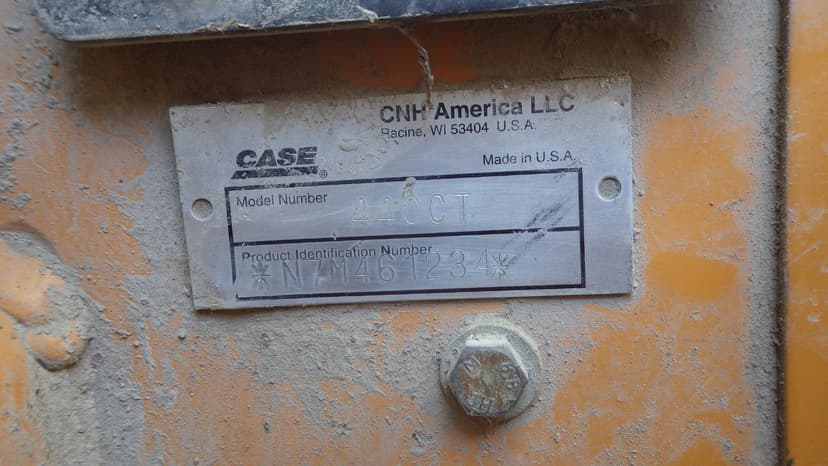 CNH America LLC
Racine, WI 53404 U.S.A.
CASE
®
Made in U.S.A.
Model Number
440CT
Product Identification Number
*N7M461234*